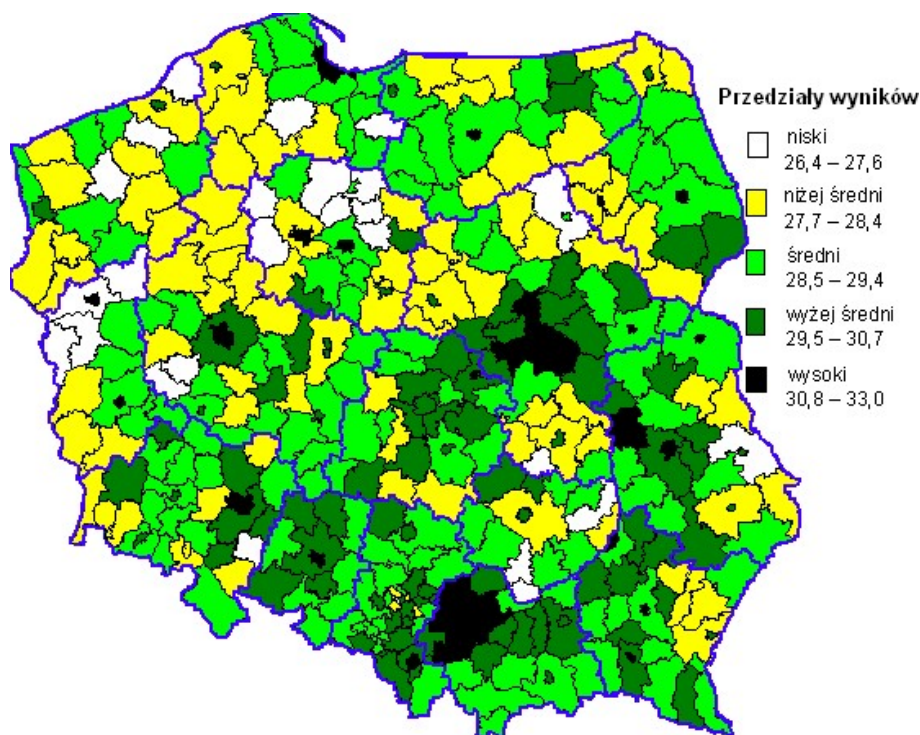 Przedziały wyników
niski
26,4 – 27,6
niżej średni
27,7 – 28,4
średni
28,5 – 29,4
wyżej średni
29,5 – 30,7
wysoki
30,8 – 33,0